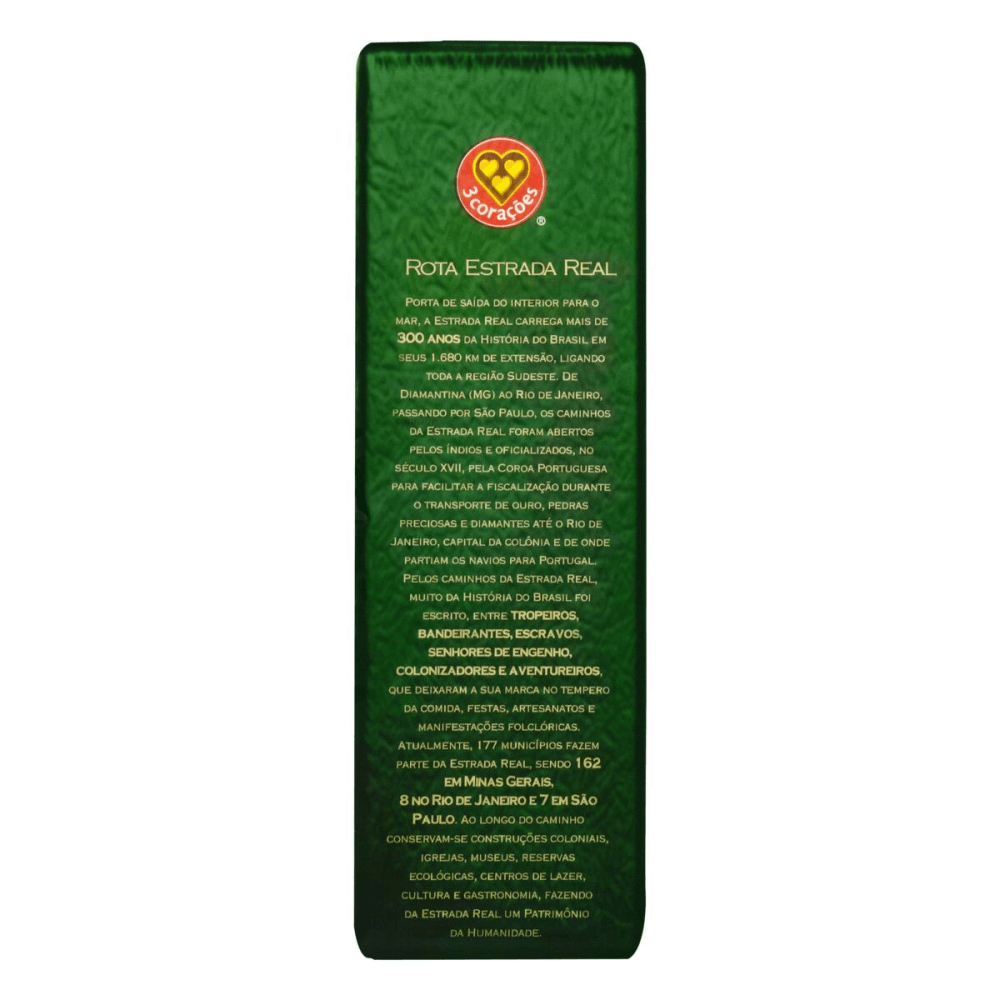 3 corações
®
ROTA ESTRADA REAL
PORTA DE SAÍDA DO INTERIOR PARA O
MAR, A ESTRADA REAL CARREGA MAIS DE
300 ANOS DA HISTÓRIA DO BRASIL EM
SEUS 1.680 KM DE EXTENSÃO, LIGANDO
TODA A REGIÃO SUDESTE. DE
DIAMANTINA (MG) AO RIO DE JANEIRO,
PASSANDO POR SÃO PAULO, OS CAMINHOS
DA ESTRADA REAL FORAM ABERTOS
PELOS ÍNDIOS E OFICIALIZADOS, NO
SÉCULO XVII, PELA COROA PORTUGUESA
PARA FACILITAR A FISCALIZAÇÃO DURANTE
O TRANSPORTE DE OURO, PEDRAS
PRECIOSAS E DIAMANTES ATÉ O RIO DE
JANEIRO, CAPITAL DA COLÔNIA E DE ONDE
PARTIAM OS NAVIOS PARA PORTUGAL.
PELOS CAMINHOS DA ESTRADA REAL,
MUITO DA HISTÓRIA DO BRASIL FOI
ESCRITO, ENTRE TROPEIROS,
BANDEIRANTES, ESCRAVOS,
SENHORES DE ENGENHO,
COLONIZADORES E AVENTUREIROS,
QUE DEIXARAM A SUA MARCA NO TEMPERO
DA COMIDA, FESTAS, ARTESANATOS E
MANIFESTAÇÕES FOLCLÓRICAS.
ATUALMENTE, 177 MUNICÍPIOS FAZEM
PARTE DA ESTRADA REAL, SENDO 162
EM MINAS GERAIS,
8 NO RIO DE JANEIRO E 7 EM SÃO
PAULO. AO LONGO DO CAMINHO
CONSERVAM-SE CONSTRUÇÕES COLONIAIS,
IGREJAS, MUSEUS, RESERVAS
ECOLÓGICAS, CENTROS DE LAZER,
CULTURA E GASTRONOMIA, FAZENDO
DA ESTRADA REAL UM PATRIMÔNIO
DA HUMANIDADE.